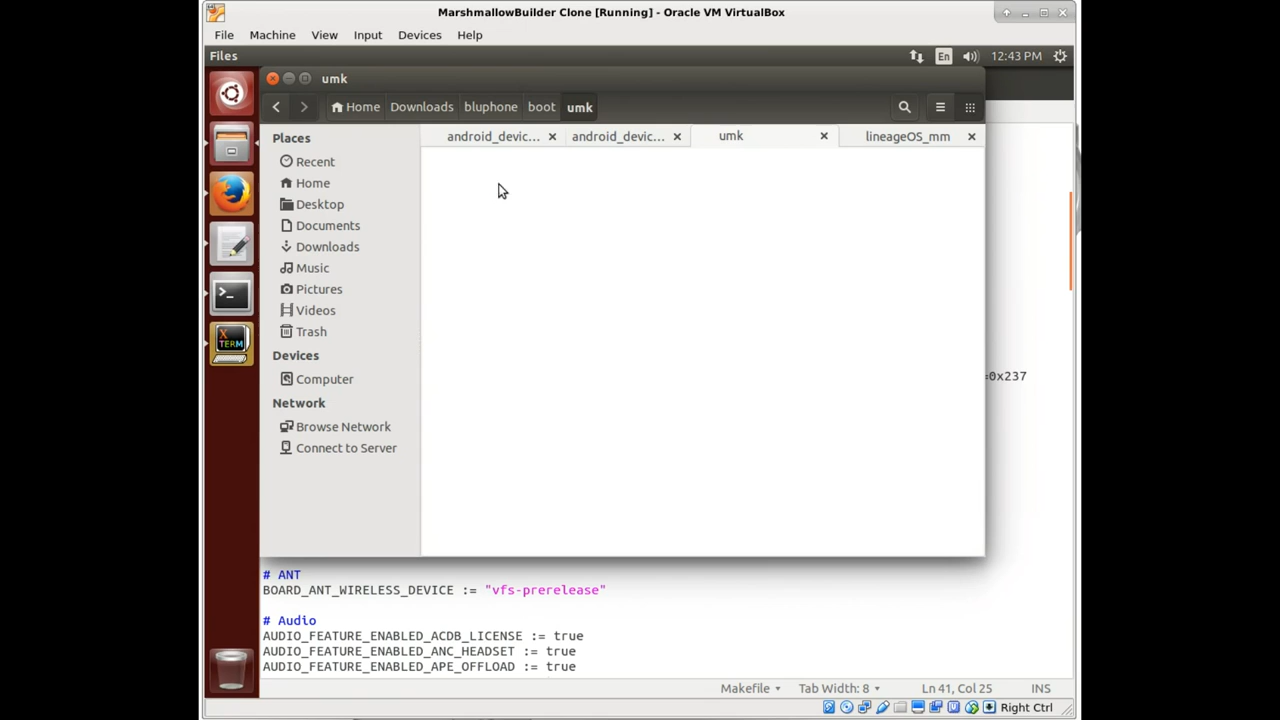 MarshmallowBuilder Clone [Running] - Oracle VM VirtualBox
File Machine View Input Devices Help
Files En 12:43 PM
umk
Home Downloads bluphone boot umk
Places
android_devic... android_devic... umk lineageOS_mm
Recent
Home
Desktop
Documents
Downloads
Music
Pictures
Videos
Trash
Devices
Computer
=0x237
Network
Browse Network
Connect to Server
X
TERM
# ANT
BOARD_ANT_WIRELESS_DEVICE := "vfs-prerelease"
# Audio
AUDIO_FEATURE_ENABLED_ACDB_LICENSE := true
AUDIO_FEATURE_ENABLED_ANC_HEADSET := true
AUDIO_FEATURE_ENABLED_APE_OFFLOAD := true
Makefile Tab Width: 8 Ln 41, Col 25 INS
Right Ctrl